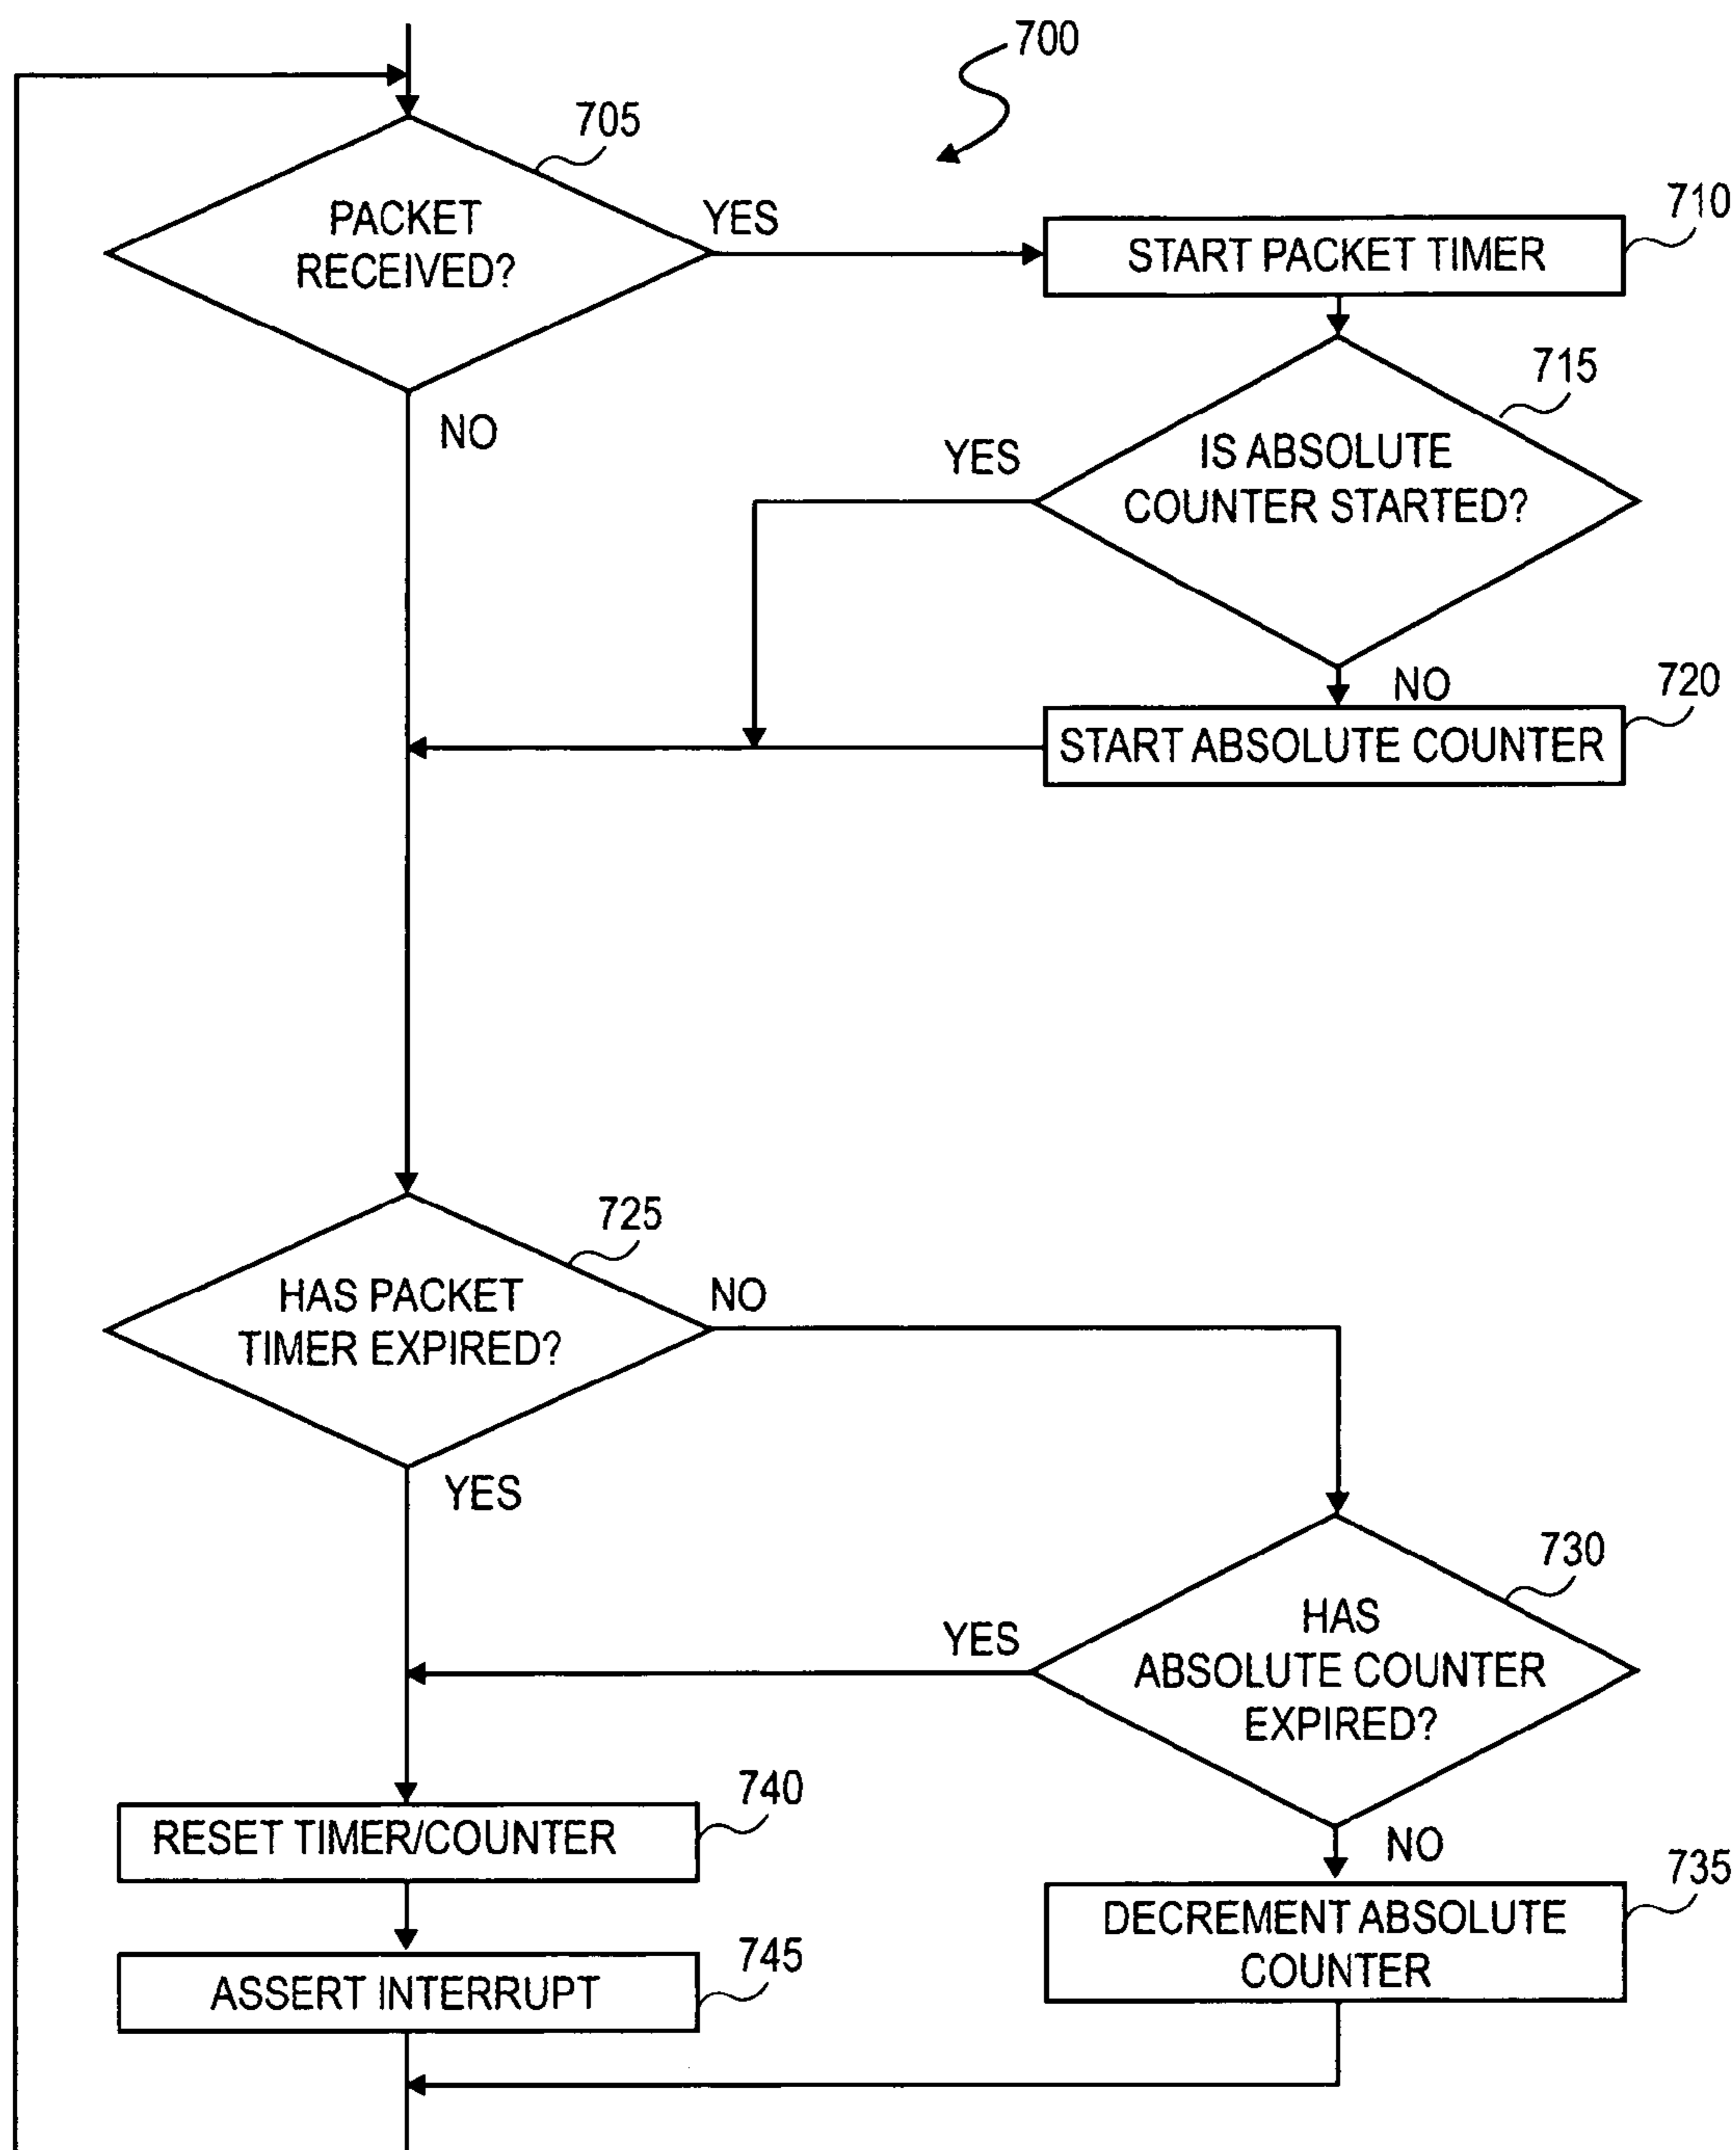 700
705
PACKET
RECEIVED?
YES
NO
710
START PACKET TIMER
715
IS ABSOLUTE
COUNTER STARTED?
YES
NO
720
START ABSOLUTE COUNTER
725
HAS PACKET
TIMER EXPIRED?
NO
YES
730
HAS
ABSOLUTE COUNTER
EXPIRED?
YES
NO
740
RESET TIMER/COUNTER
735
DECREMENT ABSOLUTE
COUNTER
745
ASSERT INTERRUPT